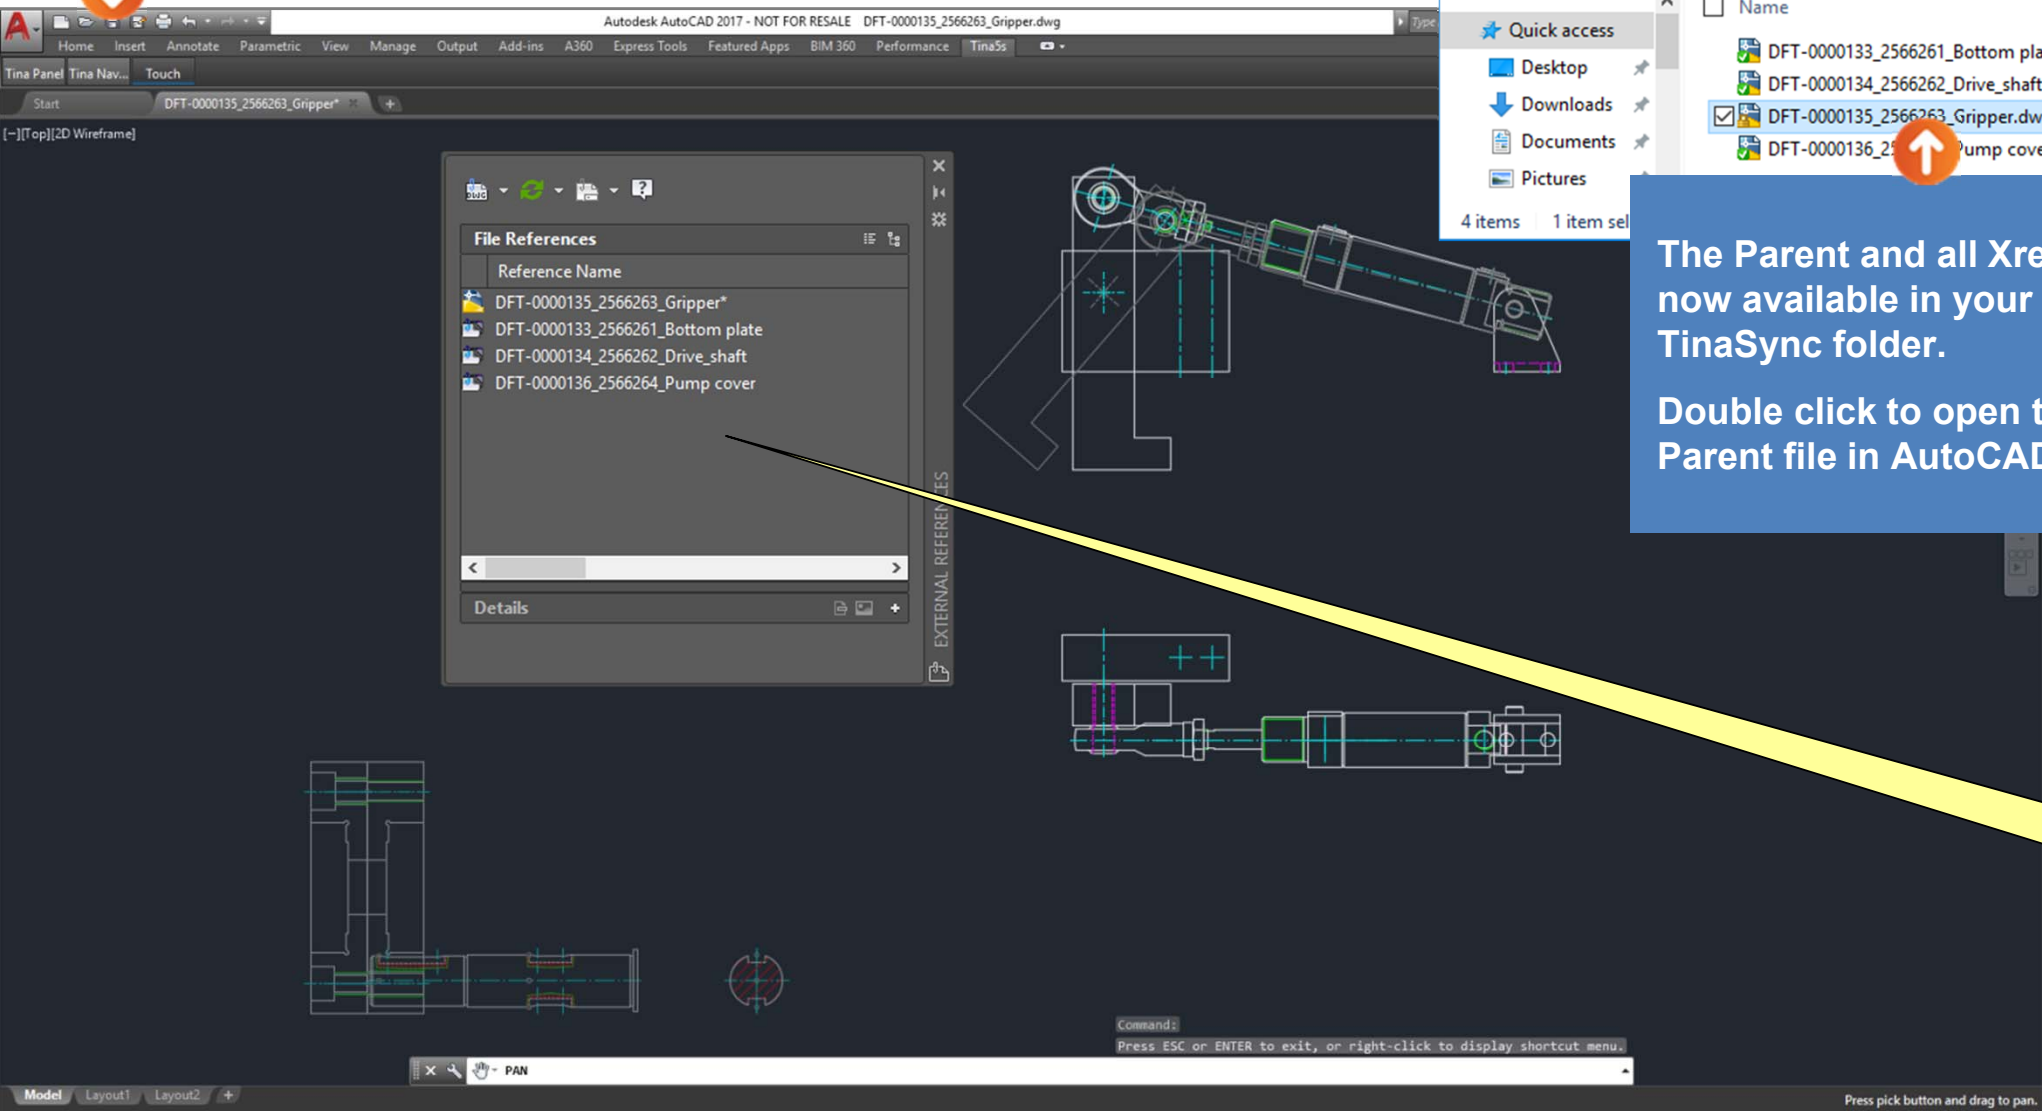 Autodesk AutoCAD 2017 - NOT FOR RESALE DFT-0000135_2566263_Gripper.dwg
Type
Home Insert Annotate Parametric View Manage Output Add-ins A360 Express Tools Featured Apps BIM 360 Performance Tina5s
Tina Panel Tina Nav... Touch
Start DFT-0000135_2566263_Gripper*
[-][Top][2D Wireframe]
File References
Reference Name
DFT-0000135_2566263_Gripper*
DFT-0000133_2566261_Bottom plate
DFT-0000134_2566262_Drive_shaft
DFT-0000136_2566264_Pump cover
Details
EXTERNAL REFERENCES
Quick access
Desktop
Downloads
Documents
Pictures
4 items 1 item sel
Name
DFT-0000133_2566261_Bottom pla
DFT-0000134_2566262_Drive_shaft
DFT-0000135_2566263_Gripper.dw
DFT-0000136_25 Pump cove
The Parent and all Xre
now available in your
TinaSync folder.
Double click to open t
Parent file in AutoCAD
Command:
Press ESC or ENTER to exit, or right-click to display shortcut menu.
PAN
Model Layout1 Layout2 +
Press pick button and drag to pan.